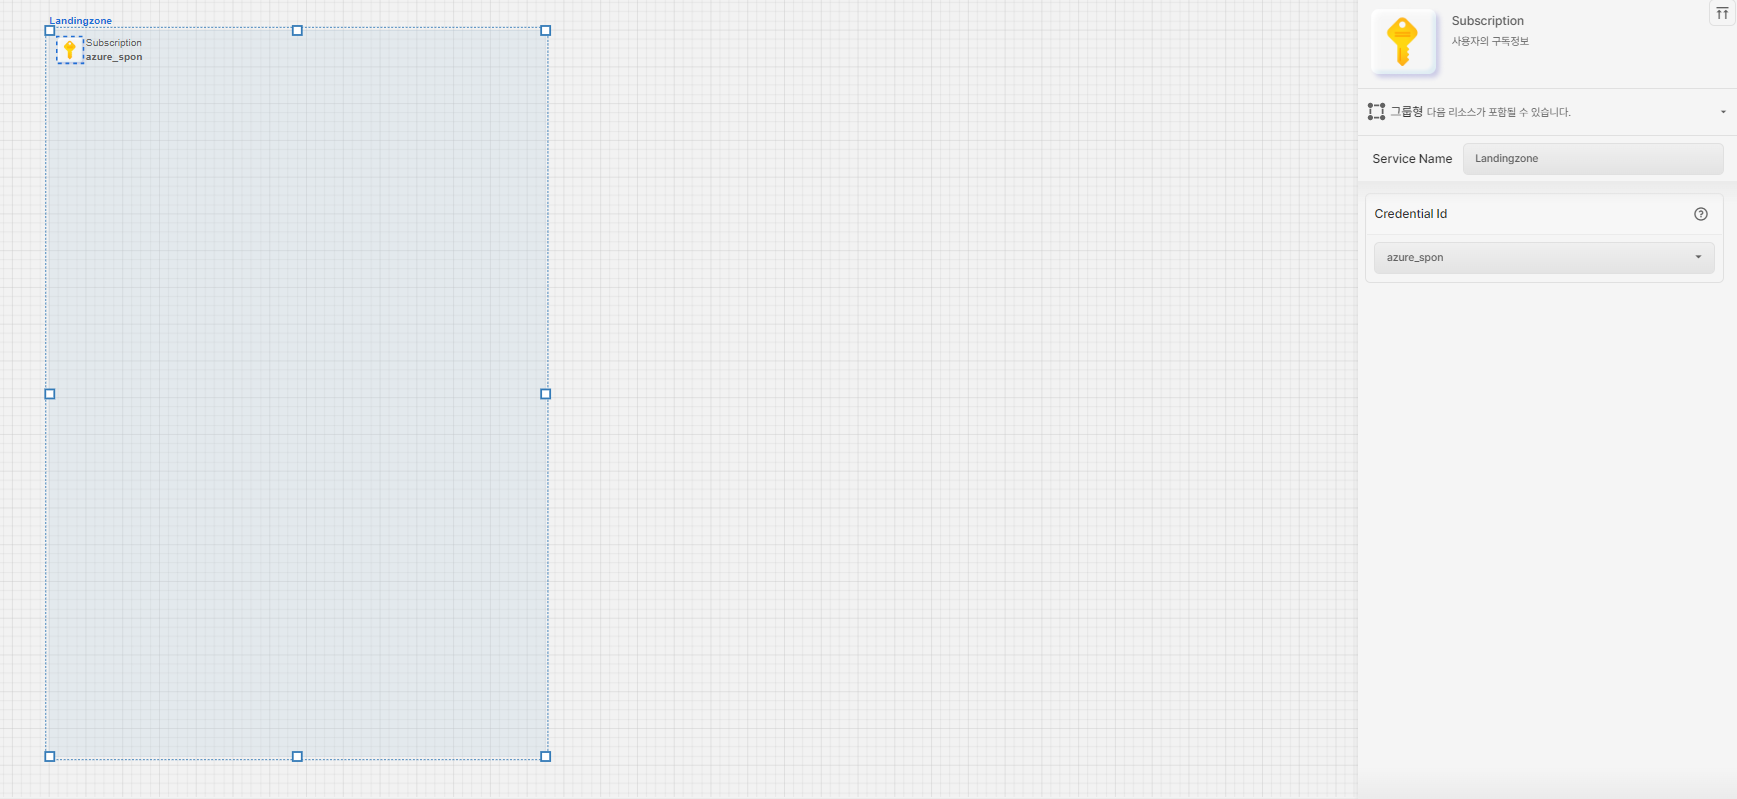 Landingzone
Subscription
azure_spon
Subscription
사용자의 구독정보
그룹형 다음 리소스가 포함될 수 있습니다.
Service Name
Landingzone
Credential Id
azure_spon